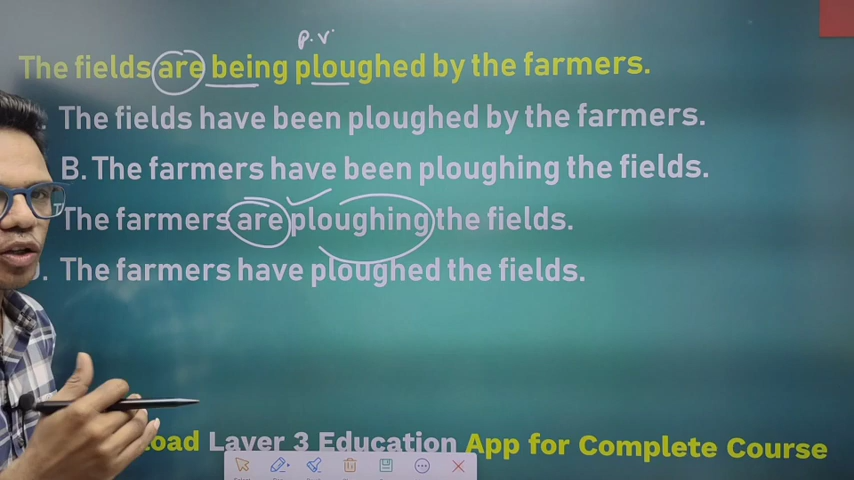 p.v.
The fields are being ploughed by the farmers.
. The fields have been ploughed by the farmers.
B. The farmers have been ploughing the fields.
The farmers are ploughing the fields.
. The farmers have ploughed the fields.
load Layer 3 Education App for Complete Course